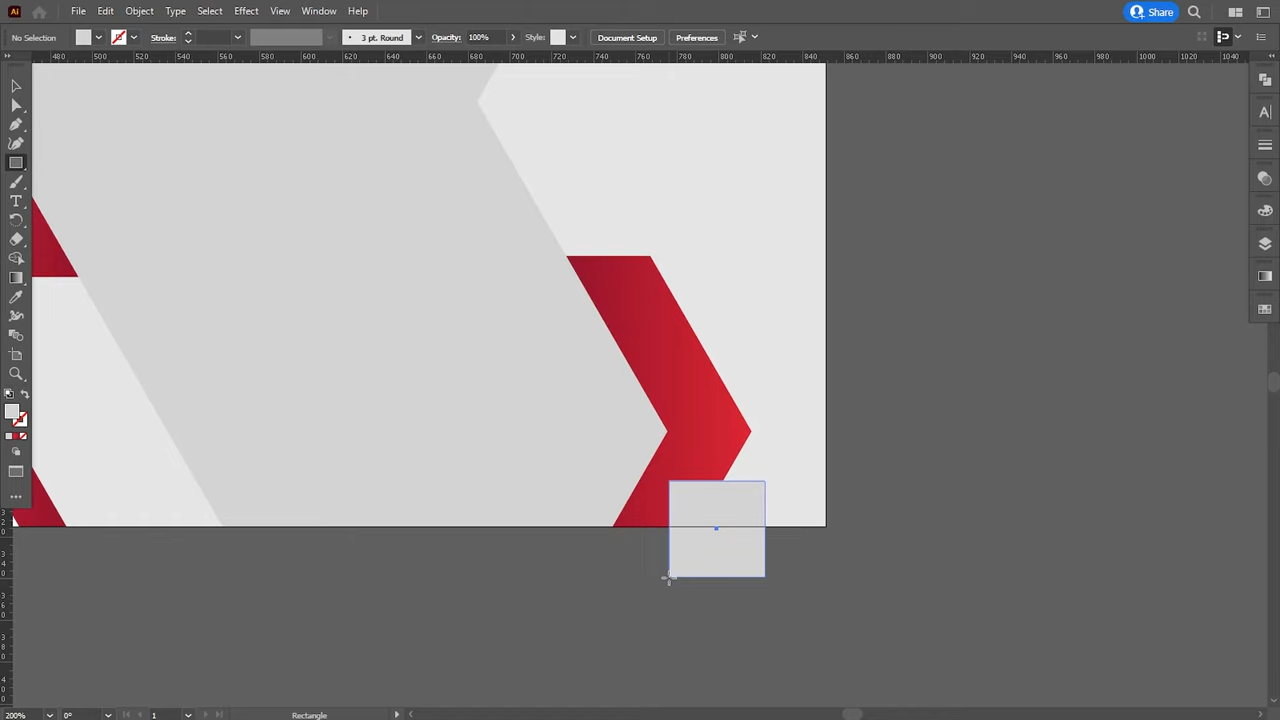 Ai File Edit Object Type Select Effect View Window Help Share
No Selection Stroke: 3 pt. Round Opacity: 100% Style: Document Setup Preferences
480 500 520 540 560 580 600 620 640 660 680 700 720 740 760 780 800 820 840 860 880 900 920 940 960 980 1000 1020 1040
200% 0° 1 Rectangle